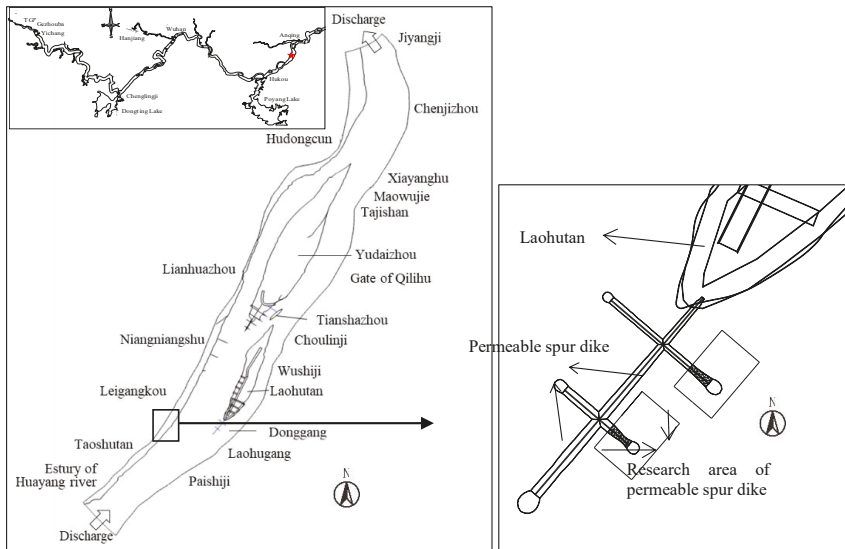 TGP
Gezhouba
Yichang
Hanjiang
Wuhan
Anqing
Hukou
Poyang Lake
Chenglingji
Dongting Lake
Discharge
Jiyangji
Chenjizhou
Hudongcun
Xiayanghu
Maowujie
Tajishan
Yudaizhou
Lianhuazhou
Gate of Qilihu
Tianshazhou
Niangniangshu
Choulinji
Wushiji
Leigangkou
Laohutan
Donggang
Taoshutan
Laohugang
Estury of
Huayang river
Paishiji
N
Discharge
Laohutan
Permeable spur dike
N
Research area of
permeable spur dike